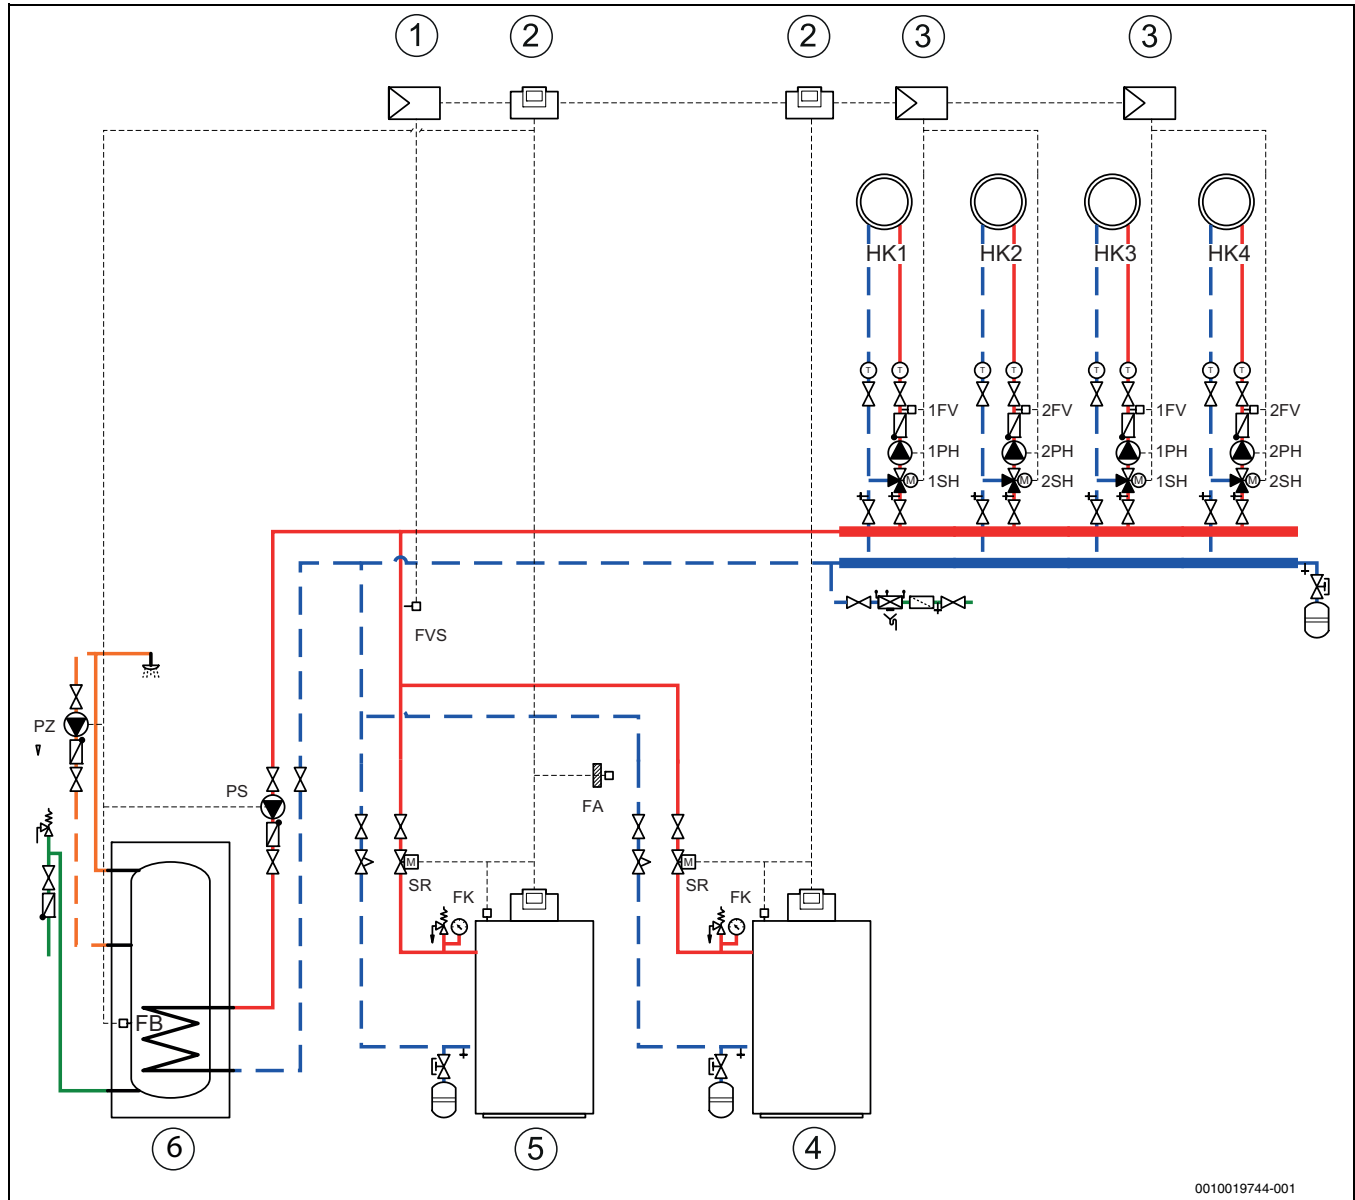 1 2 2 3 3
HK1 HK2 HK3 HK4
T T T T T T T T
1FV 2FV 1FV 2FV
1PH 2PH 1PH 2PH
M 1SH M 2SH M 1SH M 2SH
FVS
PZ
PS
FA
M M
SR SR
FK FK
FB
6 5 4
0010019744-001